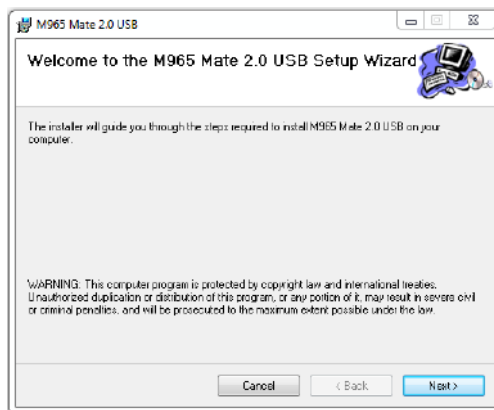 M965 Mate 2.0 USB
Welcome to the M965 Mate 2.0 USB Setup Wizard
The installer will guide you through the steps required to install M965 Mate 2.0 USB on your
computer.
WARNING: This computer program is protected by copyright law and international treaties.
Unauthorized duplication or distribution of this program, or any portion of it, may result in severe civil
or criminal penalties, and will be prosecuted to the maximum extent possible under the law.
Cancel < Back Next >